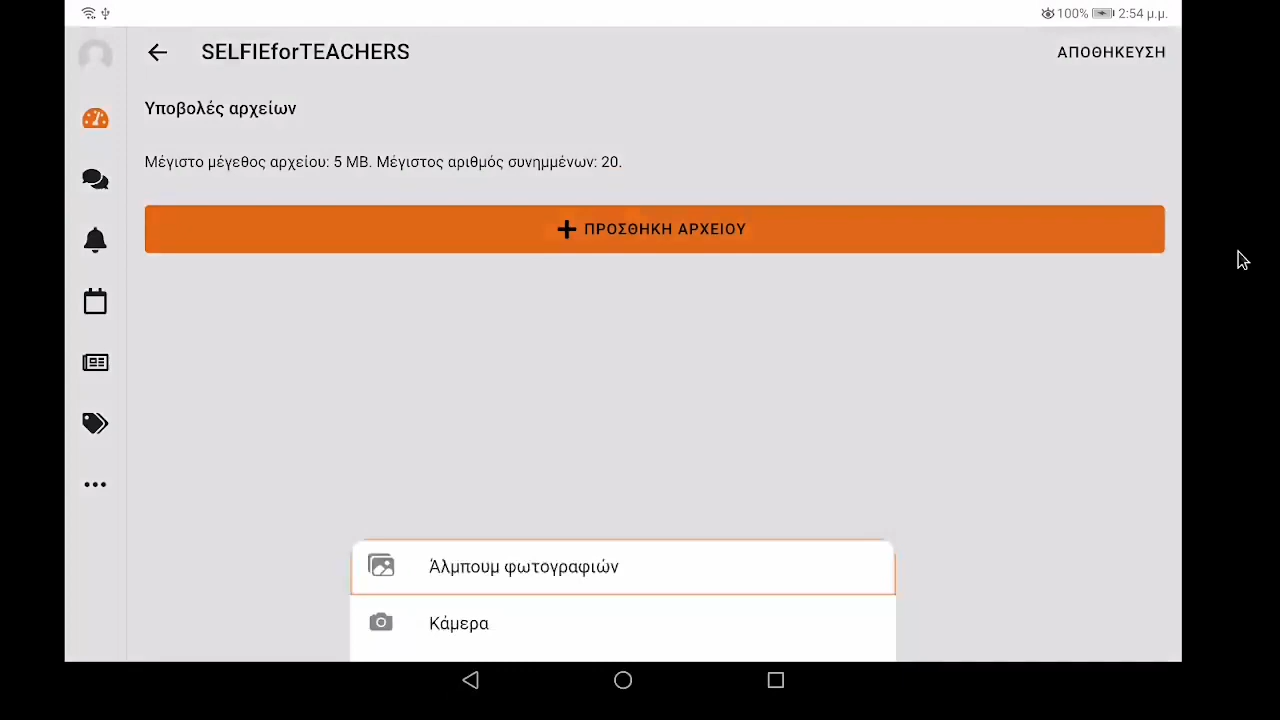 100% 2:54 μ.μ.
SELFIEforTEACHERS
ΑΠΟΘΗΚΕΥΣΗ
Υποβολές αρχείων
Μέγιστο μέγεθος αρχείου: 5 MB. Μέγιστος αριθμός συνημμένων: 20.
ΠΡΟΣΘΗΚΗ ΑΡΧΕΙΟΥ
Άλμπουμ φωτογραφιών
Κάμερα